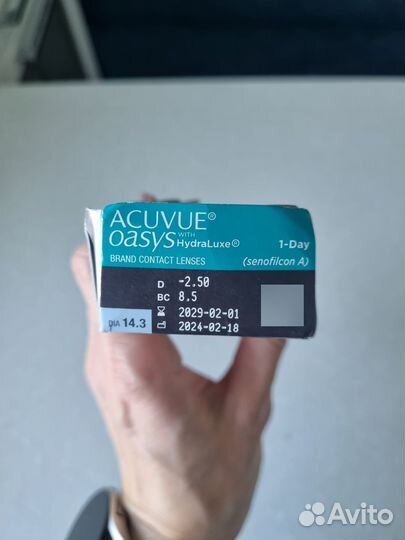 ACUVUE®
OASYS WITH HydraLuxe® 1-Day
BRAND CONTACT LENSES (senofilcon A)
D -2.50
BC 8.5
2029-02-01
DIA 14.3 2024-02-18
Avito